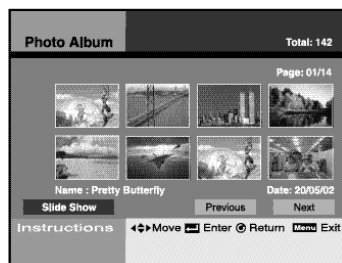 Photo Album Total: 142
Page: 01/14
Name : Pretty Butterfly Date: 20/05/02
Slide Show Previous Next
Instructions Move Enter Return Menu Exit